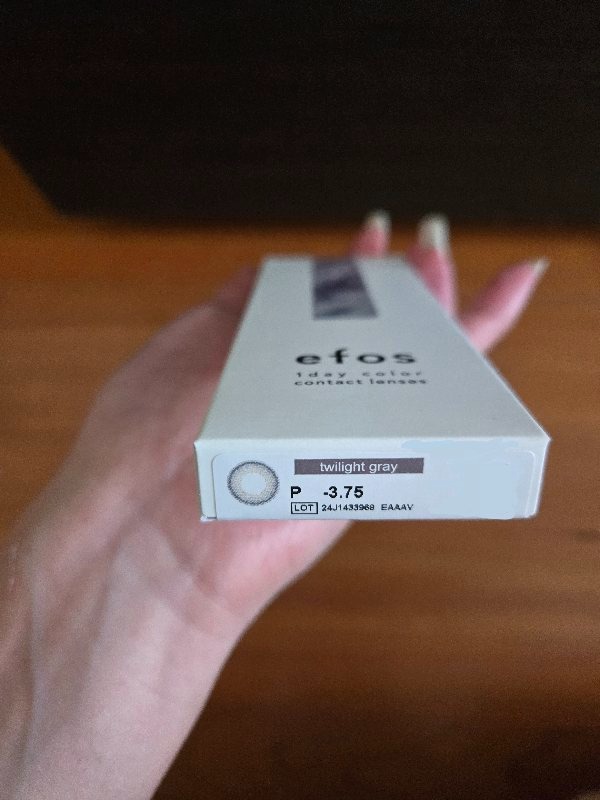 efos
1day color
contact lenses
twilight gray
P -3.75
LOT 24J1433968 EAAAV